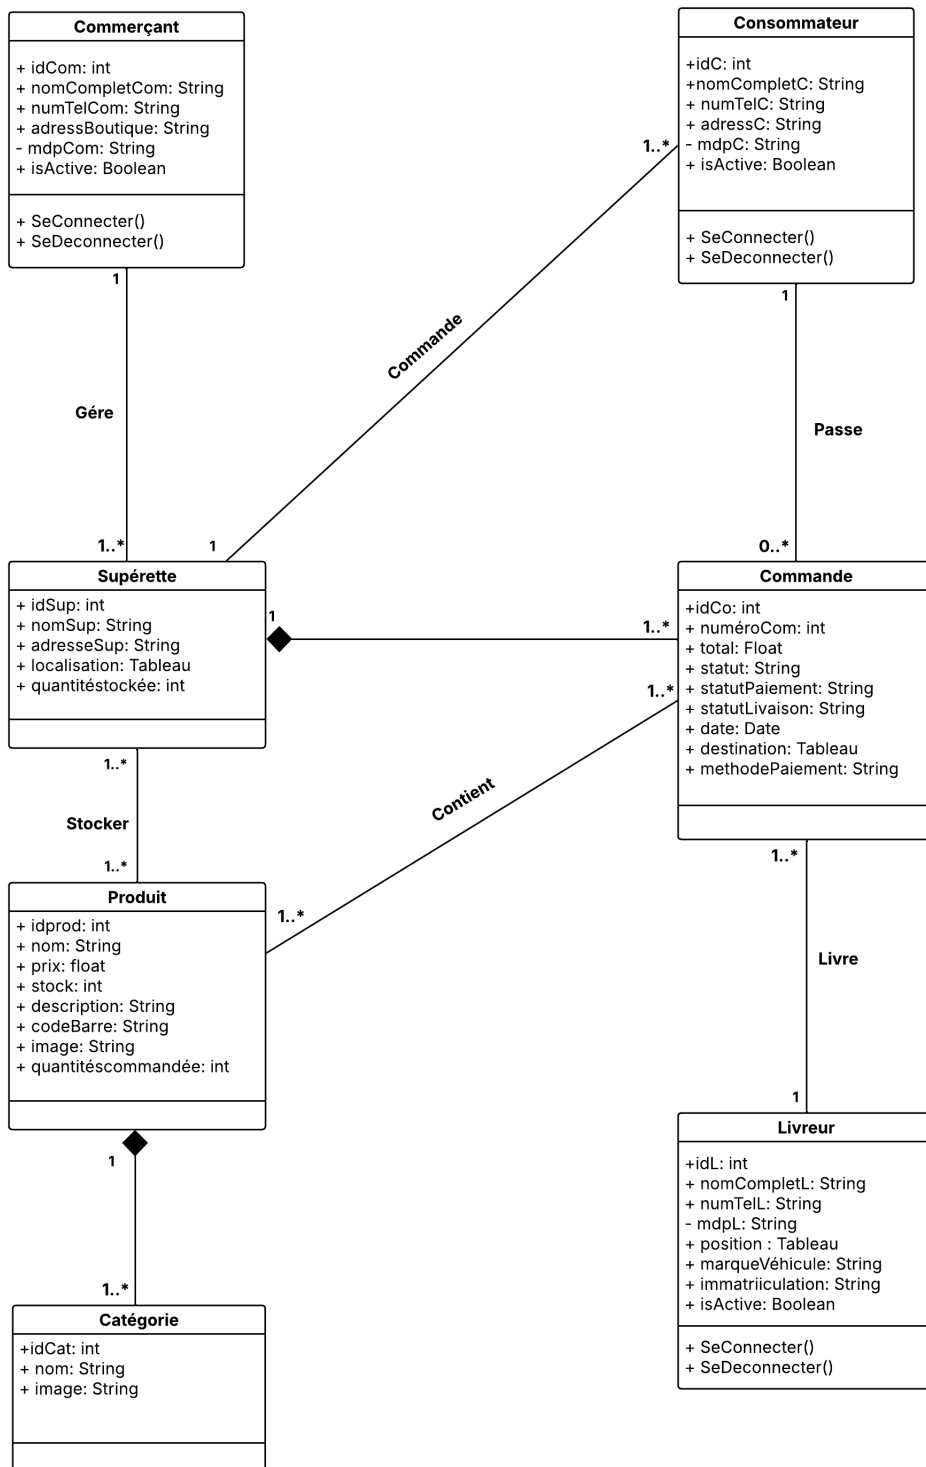 Commerçant
+ idCom: int
+ nomCompletCom: String
+ numTelCom: String
+ adressBoutique: String
- mdpCom: String
+ isActive: Boolean
+ SeConnecter()
+ SeDeconnecter()
1
Gére
1..*
Consommateur
+idC: int
+nomCompletC: String
+ numTelC: String
+ adressC: String
- mdpC: String
+ isActive: Boolean
+ SeConnecter()
+ SeDeconnecter()
1..*
Commande
1
1
Passe
0..*
Supérette
+ idSup: int
+ nomSup: String
+ adresseSup: String
+ localisation: Tableau
+ quantitéstockée: int
1
1..*
Commande
+idCo: int
+ numéroCom: int
+ total: Float
+ statut: String
+ statutPaiement: String
+ statutLivaison: String
+ date: Date
+ destination: Tableau
+ methodePaiement: String
1..*
Contient
1..*
1..*
Stocker
1..*
Produit
+ idprod: int
+ nom: String
+ prix: float
+ stock: int
+ description: String
+ codeBarre: String
+ image: String
+ quantitéscommandée: int
1..*
Livre
1
1
1..*
Catégorie
+idCat: int
+ nom: String
+ image: String
Livreur
+idL: int
+ nomCompletL: String
+ numTelL: String
- mdpL: String
+ position : Tableau
+ marqueVéhicule: String
+ immatriiculation: String
+ isActive: Boolean
+ SeConnecter()
+ SeDeconnecter()